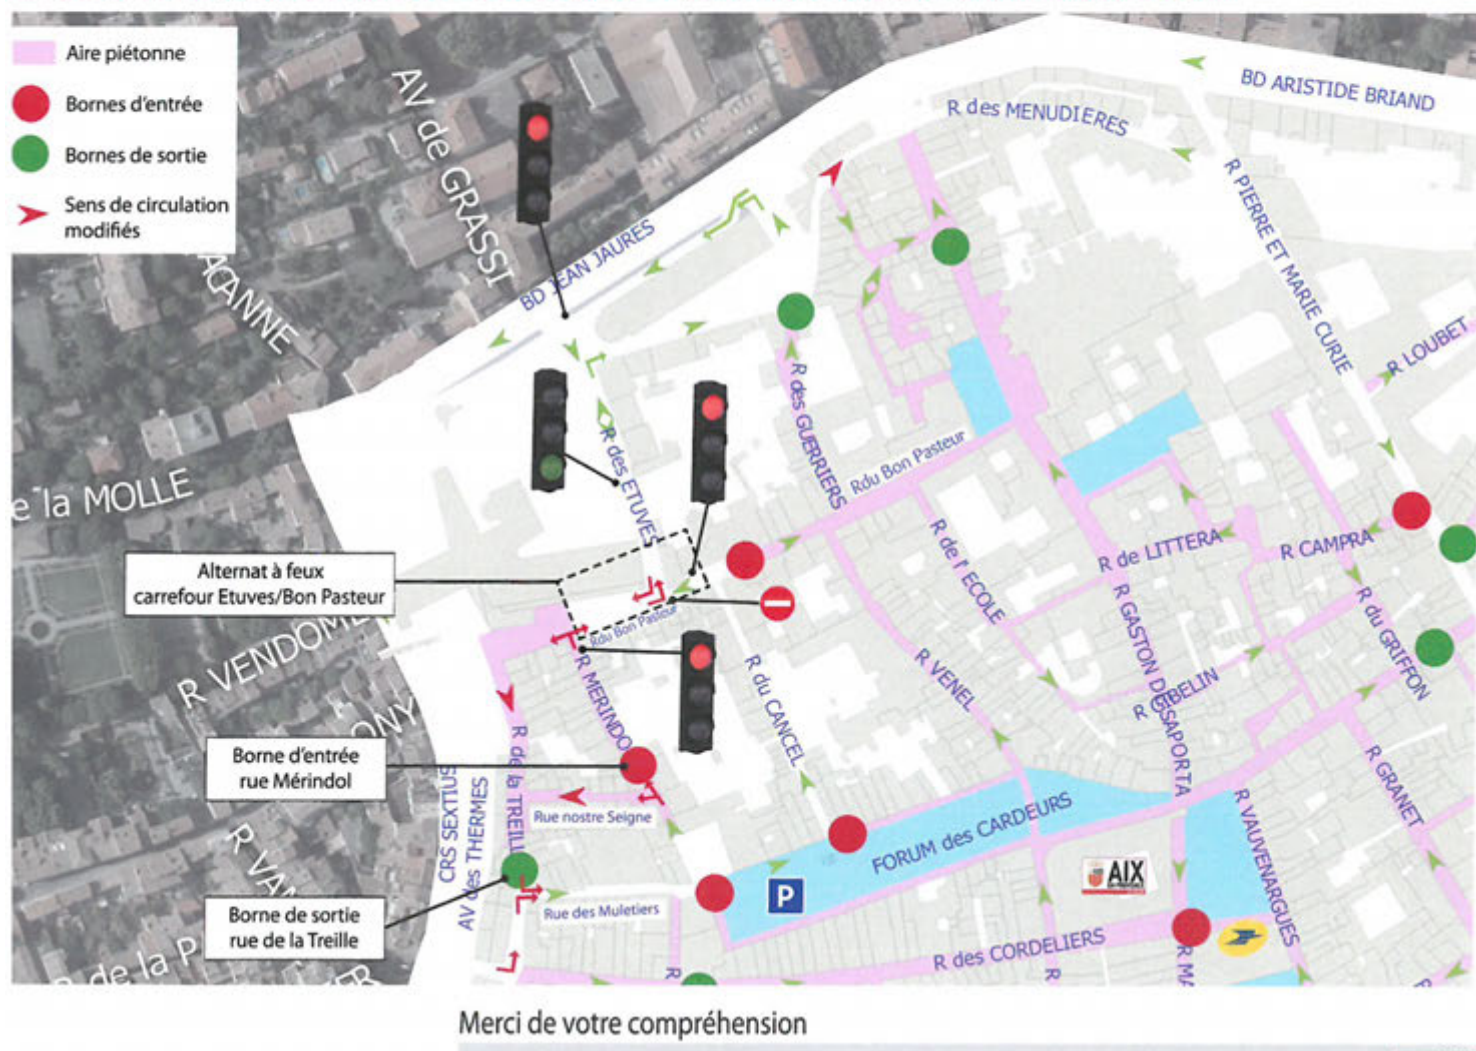 Aire piétonne
Bornes d'entrée
Bornes de sortie
Sens de circulation
modifiés
AV de GRASSI
BD ARISTIDE BRIAND
R des MENUDIERES
R PIERRE ET MARIE CURIE
BD JEAN JAURES
R LOUBET
R des GUERRIERS
Rdu Bon Pasteur
R des ETUVES
e la MOLLE
Alternat à feux
carrefour Etuves/Bon Pasteur
R de l' ECOLE
R de LITTERA
R CAMPRA
R du GRIFFON
R GASTON DE SAPORTA
R GIBELIN
Rdu Bon Pasteur
R VENDOME
R MERINDO
R du CANCEL
R VENEL
R GRANET
Borne d'entrée
rue Mérindol
CRS SEXTIUS
AV des THERMES
R de la TREILL
Rue nostre Seigne
FORUM des CARDEURS
R VAUVENARGUES
AIX
P
Borne de sortie
rue de la Treille
Rue des Muletiers
R des CORDELIERS
R
R
R MA
R de la P
Merci de votre compréhension